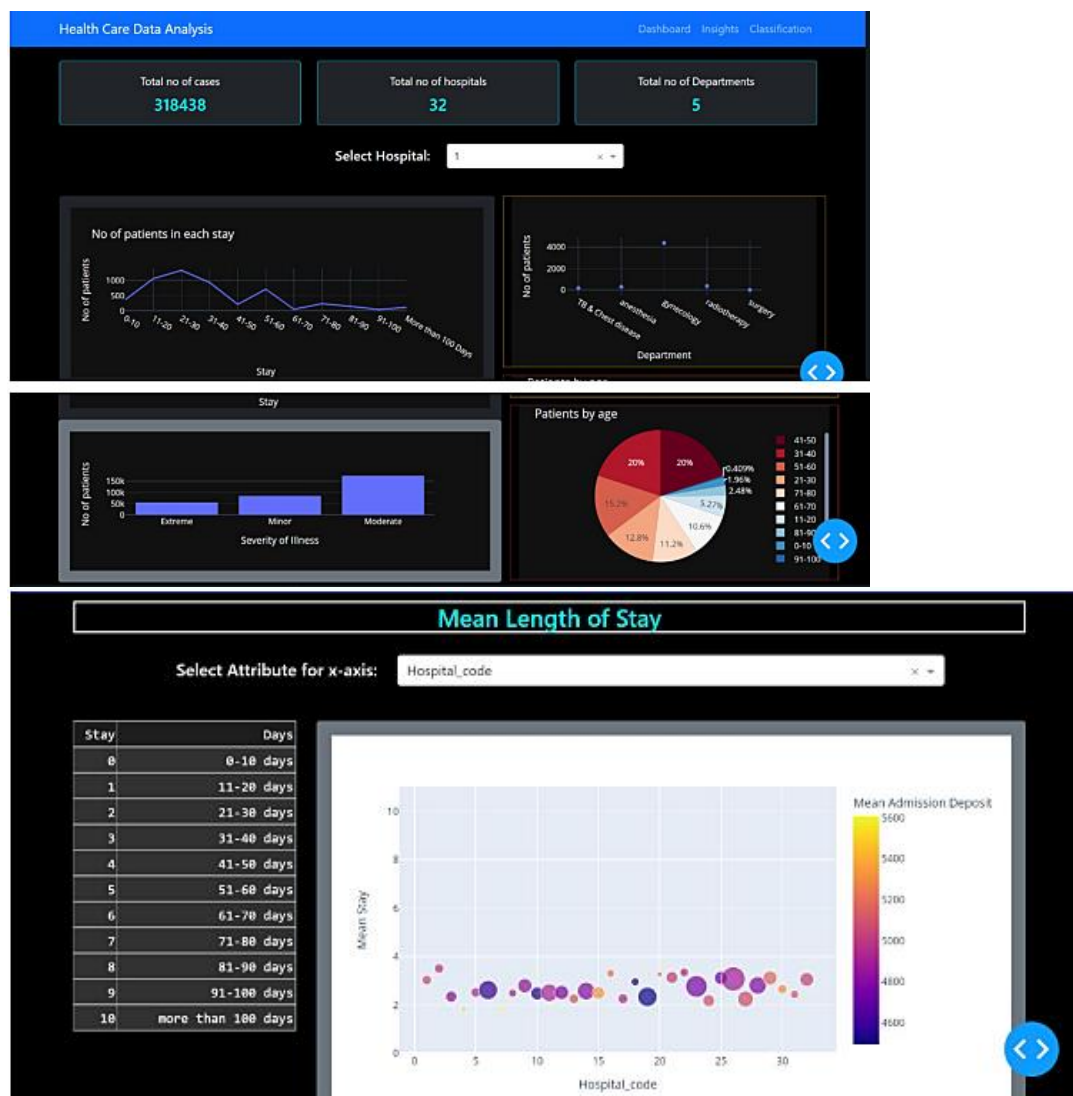 Health Care Data Analysis
Dashboard Insights Classification
Total no of cases
318438
Total no of hospitals
32
Total no of Departments
5
Select Hospital:
1
No of patients in each stay
No of patients
1000
500
0
0-10
11-20
21-30
31-40
41-50
51-60
61-70
71-80
81-90
91-100
More than 100 Days
Stay
No of patients
4000
2000
0
TB & Chest disease
anesthesia
gynecology
radiotherapy
surgery
Department
Patients by age
Stay
No of patients
150k
100k
50k
0
Extreme
Minor
Moderate
Severity of Illness
Patients by age
20%
20%
0.409%
1.96%
2.48%
5.27%
10.6%
11.2%
12.8%
15.2%
41-50
31-40
51-60
21-30
71-80
61-70
11-20
81-90
0-10
91-100
Mean Length of Stay
Select Attribute for x-axis:
Hospital_code
Stay Days
0 0-10 days
1 11-20 days
2 21-30 days
3 31-40 days
4 41-50 days
5 51-60 days
6 61-70 days
7 71-80 days
8 81-90 days
9 91-100 days
10 more than 100 days
Mean Stay
10
8
6
4
2
0
0 5 10 15 20 25 30
Hospital_code
Mean Admission Deposit
5600
5400
5200
5000
4800
4600